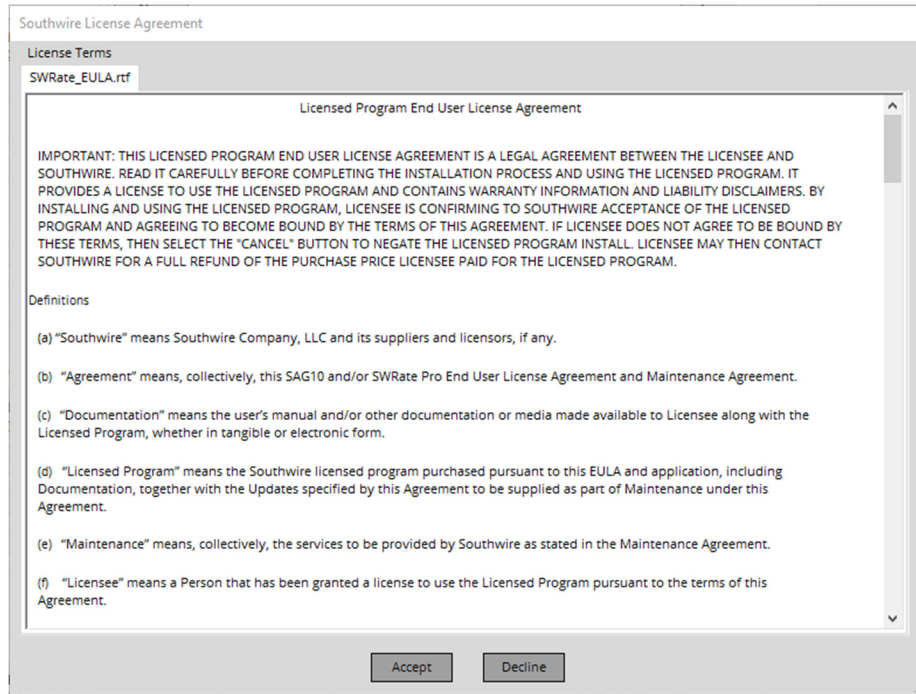 Southwire License Agreement
License Terms
SWRate_EULA.rtf
Licensed Program End User License Agreement
IMPORTANT: THIS LICENSED PROGRAM END USER LICENSE AGREEMENT IS A LEGAL AGREEMENT BETWEEN THE LICENSEE AND
SOUTHWIRE. READ IT CAREFULLY BEFORE COMPLETING THE INSTALLATION PROCESS AND USING THE LICENSED PROGRAM. IT
PROVIDES A LICENSE TO USE THE LICENSED PROGRAM AND CONTAINS WARRANTY INFORMATION AND LIABILITY DISCLAIMERS. BY
INSTALLING AND USING THE LICENSED PROGRAM, LICENSEE IS CONFIRMING TO SOUTHWIRE ACCEPTANCE OF THE LICENSED
PROGRAM AND AGREEING TO BECOME BOUND BY THE TERMS OF THIS AGREEMENT. IF LICENSEE DOES NOT AGREE TO BE BOUND BY
THESE TERMS, THEN SELECT THE "CANCEL" BUTTON TO NEGATE THE LICENSED PROGRAM INSTALL. LICENSEE MAY THEN CONTACT
SOUTHWIRE FOR A FULL REFUND OF THE PURCHASE PRICE LICENSEE PAID FOR THE LICENSED PROGRAM.
Definitions
(a) “Southwire” means Southwire Company, LLC and its suppliers and licensors, if any.
(b) “Agreement” means, collectively, this SAG10 and/or SWRate Pro End User License Agreement and Maintenance Agreement.
(c) “Documentation” means the user’s manual and/or other documentation or media made available to Licensee along with the
Licensed Program, whether in tangible or electronic form.
(d) “Licensed Program” means the Southwire licensed program purchased pursuant to this EULA and application, including
Documentation, together with the Updates specified by this Agreement to be supplied as part of Maintenance under this
Agreement.
(e) “Maintenance” means, collectively, the services to be provided by Southwire as stated in the Maintenance Agreement.
(f) “Licensee” means a Person that has been granted a license to use the Licensed Program pursuant to the terms of this
Agreement.
Accept
Decline